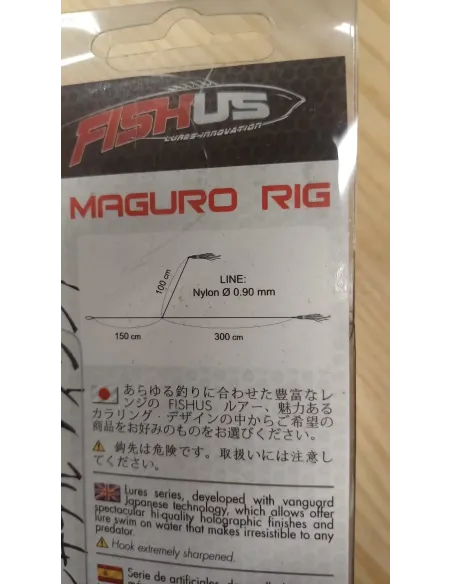 FISHUS
LURES-INNOVATION
MAGURO RIG
100 cm
LINE:
Nylon Ø 0.90 mm
150 cm
300 cm
あらゆる釣りに合わせた豊富なレ
ンジの FISHUS ルアー、魅力ある
カラリング・デザインの中からご希望の
商品をお好みのものをお選びください。
鈎先は危険です。取扱いには注意し
てください。
Lures series, developed with vanguard
Japanese technology, which allows offer
spectacular hi-quality holographic finishes and
lure swim on water that makes irresistible to any
predator.
Hook extremely sharpened.
Serie de artificiales,